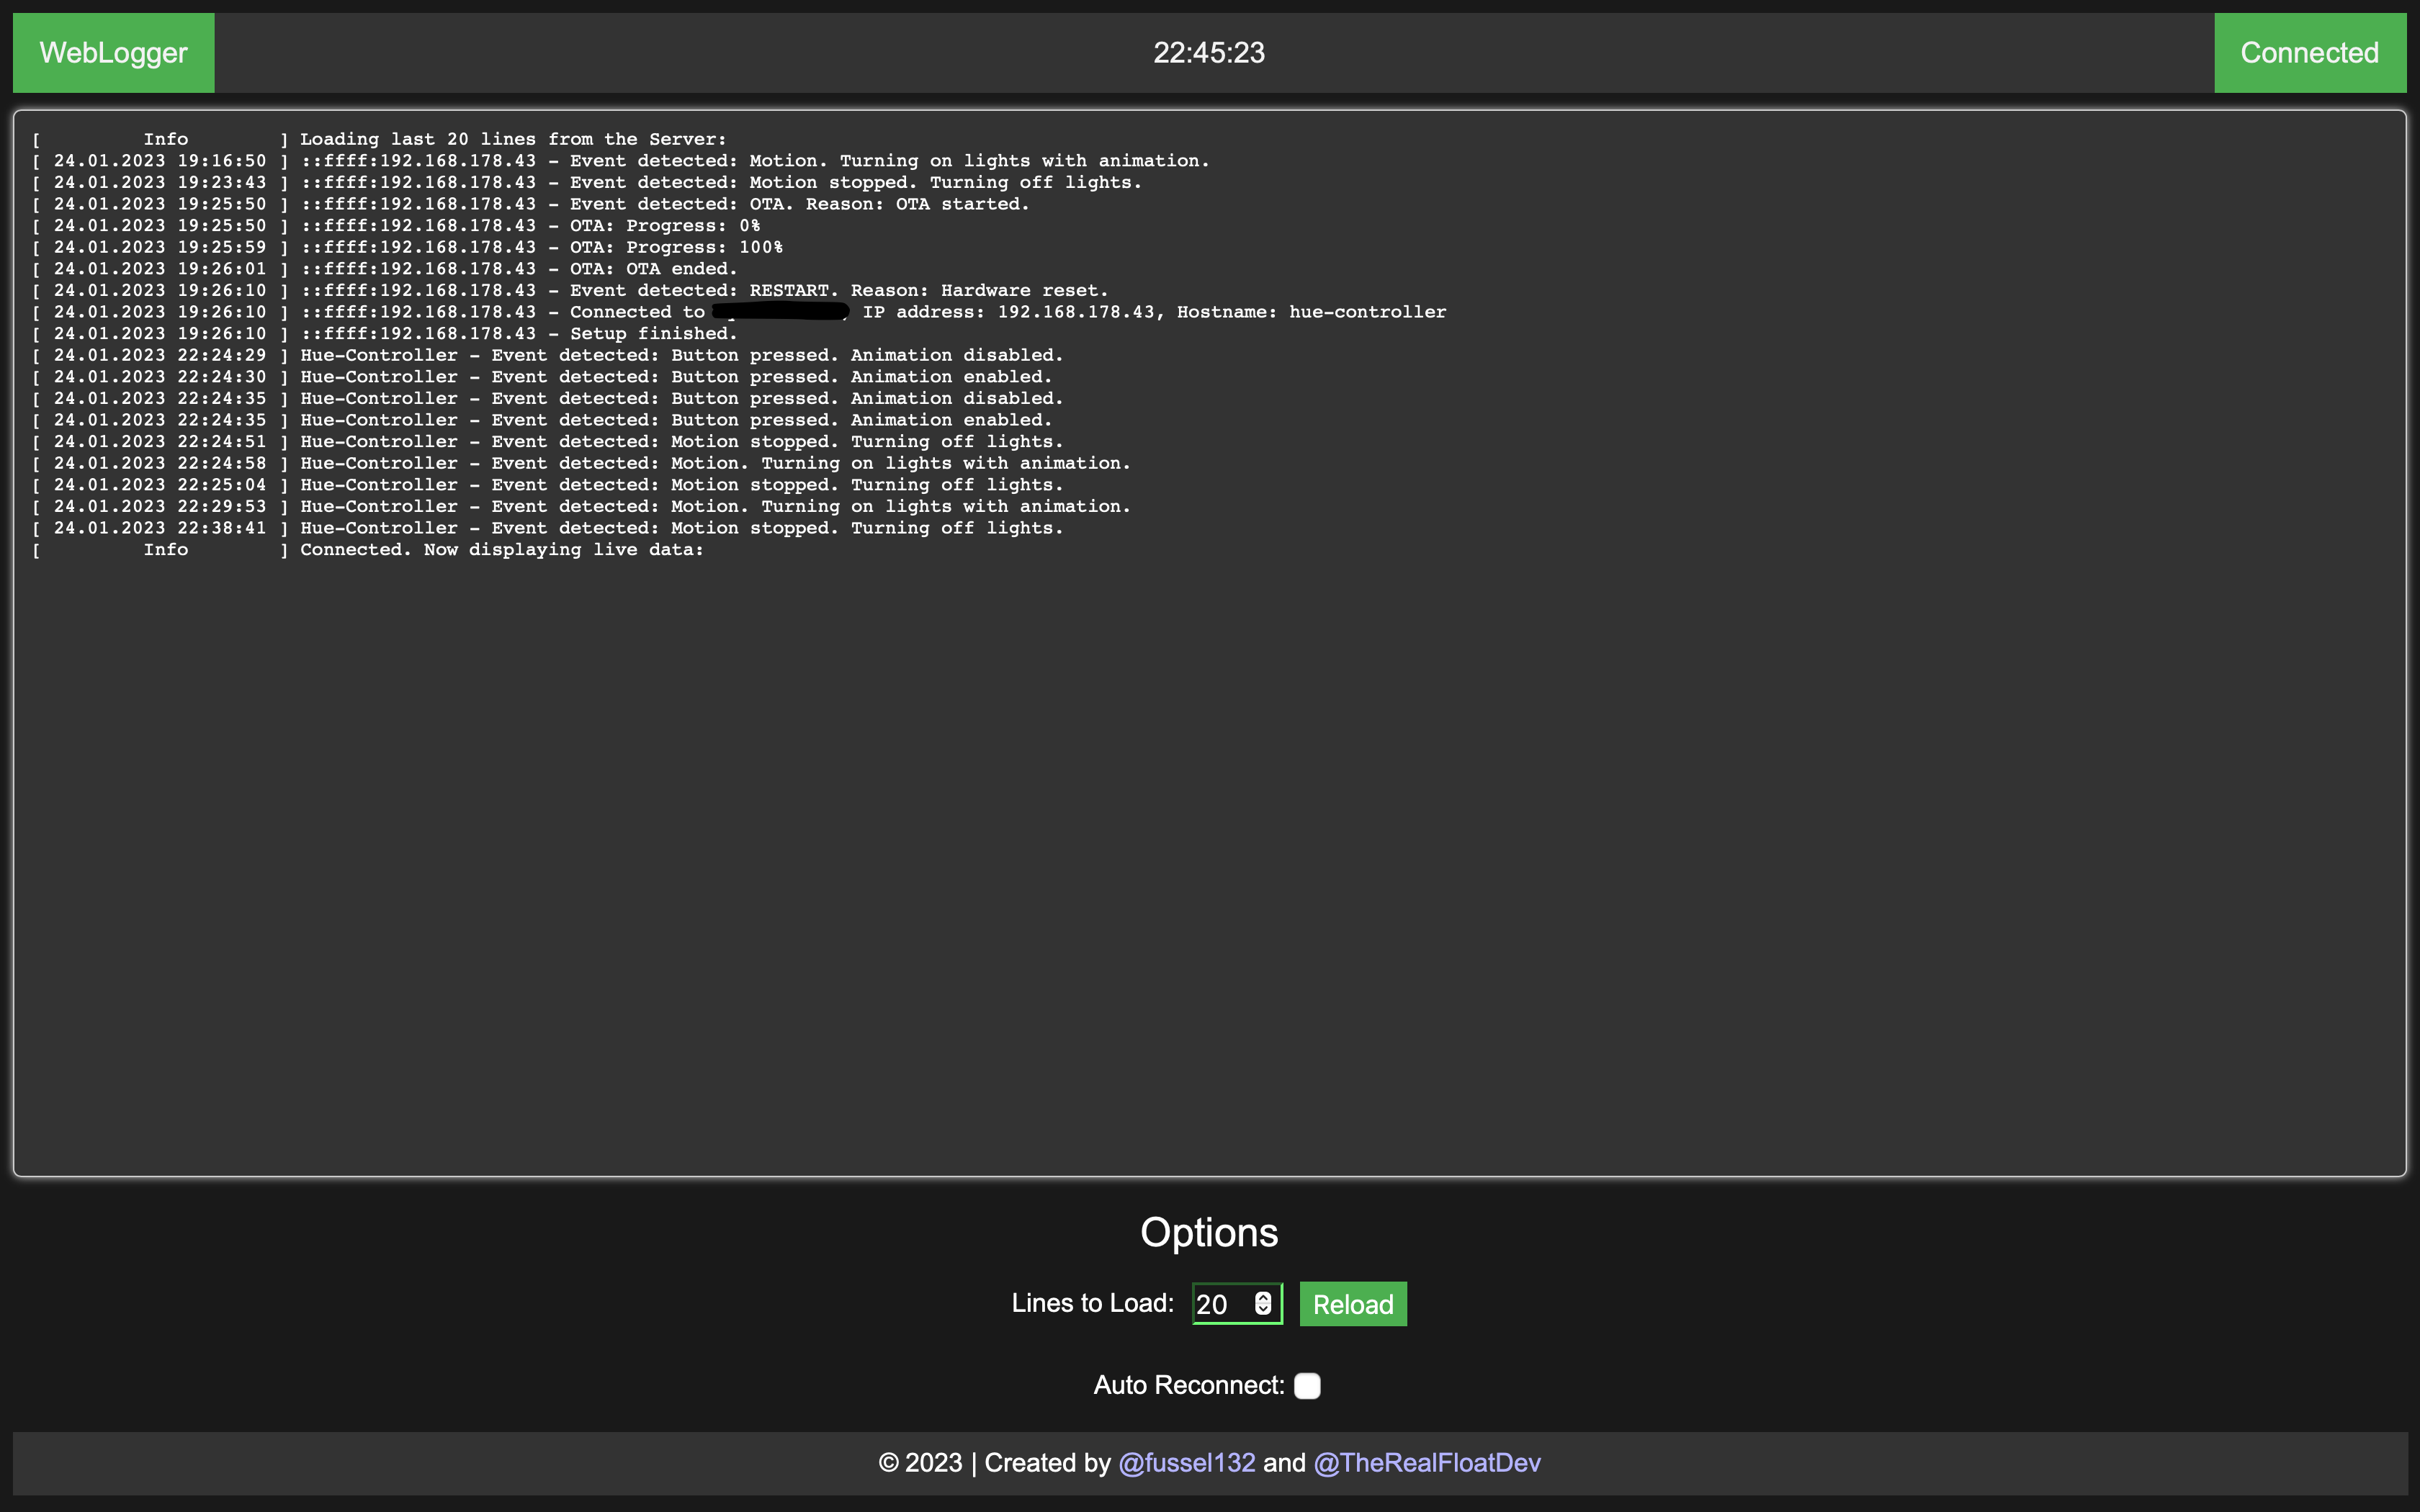 WebLogger
22:45:23
Connected
[ Info ] Loading last 20 lines from the Server:
[ 24.01.2023 19:16:50 ] ::ffff:192.168.178.43 - Event detected: Motion. Turning on lights with animation.
[ 24.01.2023 19:23:43 ] ::ffff:192.168.178.43 - Event detected: Motion stopped. Turning off lights.
[ 24.01.2023 19:25:50 ] ::ffff:192.168.178.43 - Event detected: OTA. Reason: OTA started.
[ 24.01.2023 19:25:50 ] ::ffff:192.168.178.43 - OTA: Progress: 0%
[ 24.01.2023 19:25:59 ] ::ffff:192.168.178.43 - OTA: Progress: 100%
[ 24.01.2023 19:26:01 ] ::ffff:192.168.178.43 - OTA: OTA ended.
[ 24.01.2023 19:26:10 ] ::ffff:192.168.178.43 - Event detected: RESTART. Reason: Hardware reset.
[ 24.01.2023 19:26:10 ] ::ffff:192.168.178.43 - Connected to , IP address: 192.168.178.43, Hostname: hue-controller
[ 24.01.2023 19:26:10 ] ::ffff:192.168.178.43 - Setup finished.
[ 24.01.2023 22:24:29 ] Hue-Controller - Event detected: Button pressed. Animation disabled.
[ 24.01.2023 22:24:30 ] Hue-Controller - Event detected: Button pressed. Animation enabled.
[ 24.01.2023 22:24:35 ] Hue-Controller - Event detected: Button pressed. Animation disabled.
[ 24.01.2023 22:24:35 ] Hue-Controller - Event detected: Button pressed. Animation enabled.
[ 24.01.2023 22:24:51 ] Hue-Controller - Event detected: Motion stopped. Turning off lights.
[ 24.01.2023 22:24:58 ] Hue-Controller - Event detected: Motion. Turning on lights with animation.
[ 24.01.2023 22:25:04 ] Hue-Controller - Event detected: Motion stopped. Turning off lights.
[ 24.01.2023 22:29:53 ] Hue-Controller - Event detected: Motion. Turning on lights with animation.
[ 24.01.2023 22:38:41 ] Hue-Controller - Event detected: Motion stopped. Turning off lights.
[ Info ] Connected. Now displaying live data:
Options
Lines to Load: 20 Reload
Auto Reconnect:
© 2023 | Created by @fussel132 and @TheRealFloatDev